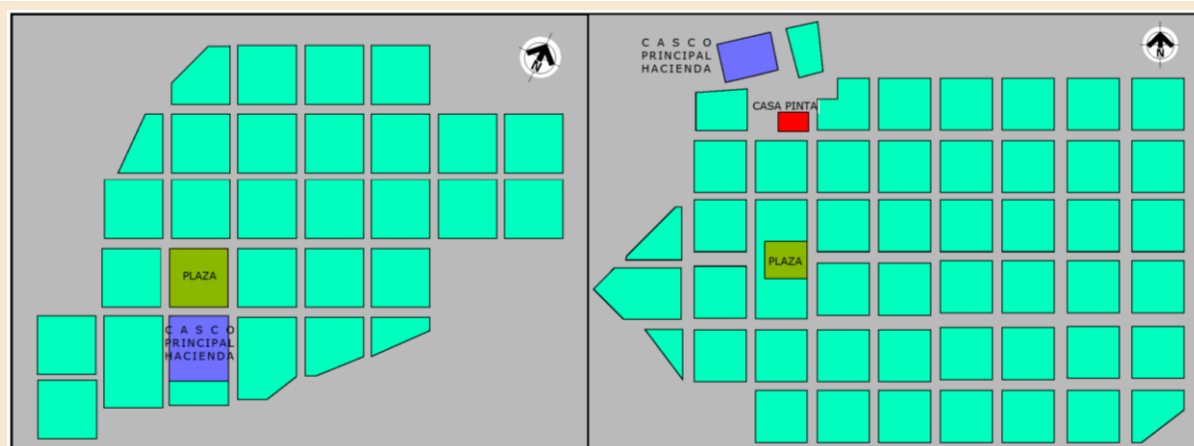 PLAZA
C A S C O
PRINCIPAL
HACIENDA
N
C A S C O
PRINCIPAL
HACIENDA
N
CASA PINTA
PLAZA